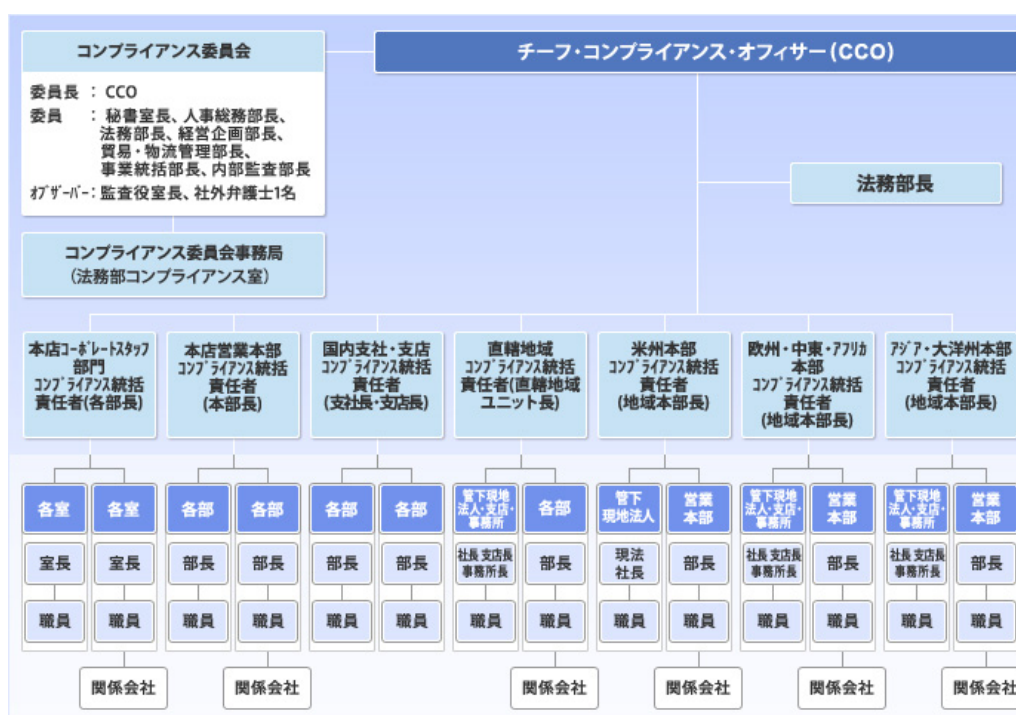 コンプライアンス委員会
チーフ・コンプライアンス・オフィサー(CCO)
委員長 : CCO
委員 : 秘書室長、人事総務部長、
法務部長、経営企画部長、
貿易・物流管理部長、
事業統括部長、内部監査部長
ｵﾌﾞｻﾞｰﾊﾞｰ: 監査役室長、社外弁護士1名
法務部長
コンプライアンス委員会事務局
(法務部コンプライアンス室)
本店ｺｰﾎﾟﾚｰﾄｽﾀｯﾌ
部門
ｺﾝﾌﾟﾗｲｱﾝｽ統括
責任者(各部長)
本店営業本部
ｺﾝﾌﾟﾗｲｱﾝｽ統括
責任者
(本部長)
国内支社・支店
ｺﾝﾌﾟﾗｲｱﾝｽ統括
責任者
(支社長・支店長)
直轄地域
ｺﾝﾌﾟﾗｲｱﾝｽ統括
責任者(直轄地域
ユニット長)
米州本部
ｺﾝﾌﾟﾗｲｱﾝｽ統括
責任者
(地域本部長)
欧州・中東・ｱﾌﾘｶ
本部
ｺﾝﾌﾟﾗｲｱﾝｽ統括
責任者
(地域本部長)
ｱｼﾞｱ・大洋州本部
ｺﾝﾌﾟﾗｲｱﾝｽ統括
責任者
(地域本部長)
各室
各室
各部
各部
各部
各部
管下現地
法人・支店・
事務所
各部
管下
現地法人
営業
本部
管下現地
法人・支店・
事務所
営業
本部
管下現地
法人・支店・
事務所
営業
本部
室長
室長
部長
部長
部長
部長
社長 支店長
事務所長
部長
現法
社長
部長
社長 支店長
事務所長
部長
社長 支店長
事務所長
部長
職員
職員
職員
職員
職員
職員
職員
職員
職員
職員
職員
職員
職員
職員
関係会社
関係会社
関係会社
関係会社
関係会社
関係会社